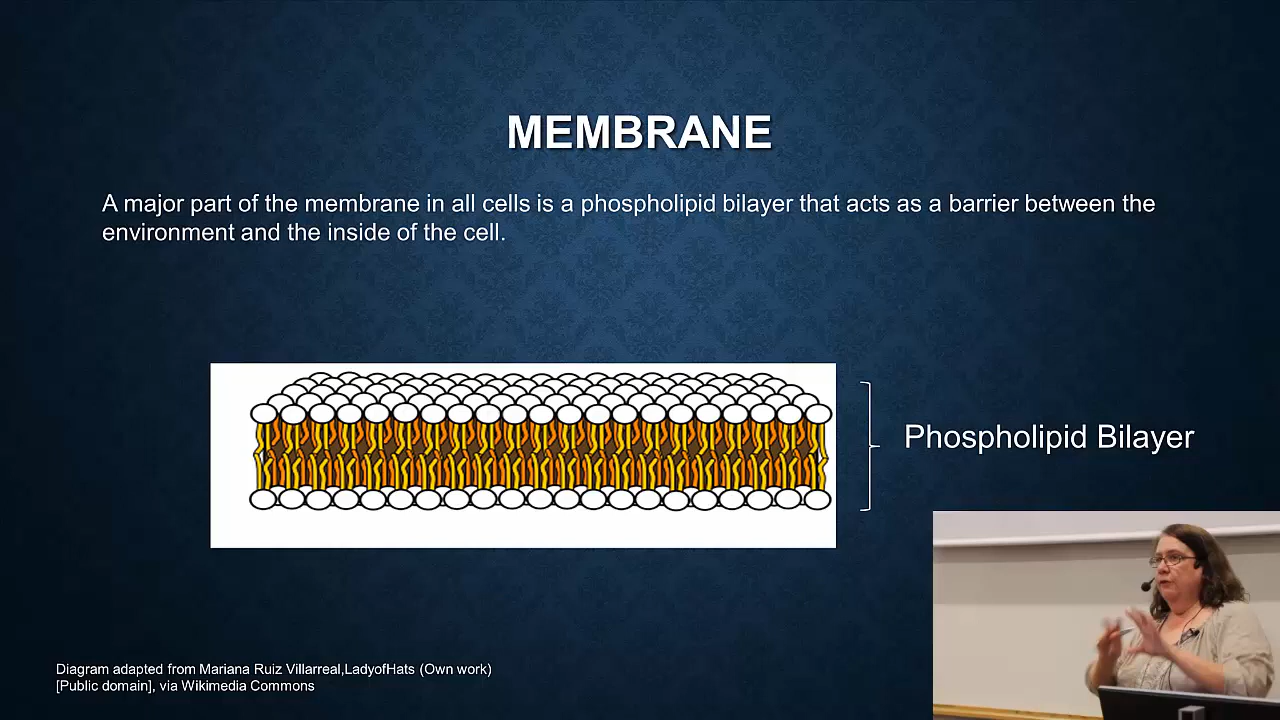 MEMBRANE
A major part of the membrane in all cells is a phospholipid bilayer that acts as a barrier between the
environment and the inside of the cell.
Phospholipid Bilayer
Diagram adapted from Mariana Ruiz Villarreal,LadyofHats (Own work)
[Public domain], via Wikimedia Commons